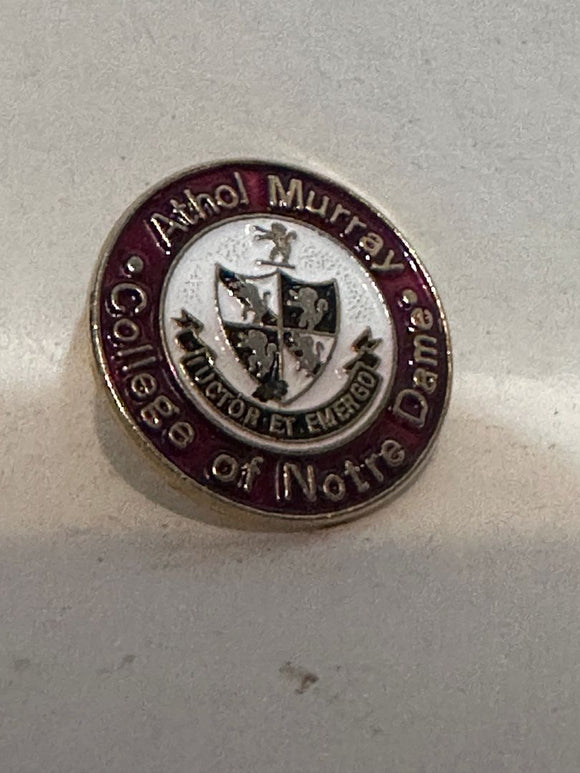 Athol Murray
• College of Notre Dame •
LUCTOR ET EMERGO